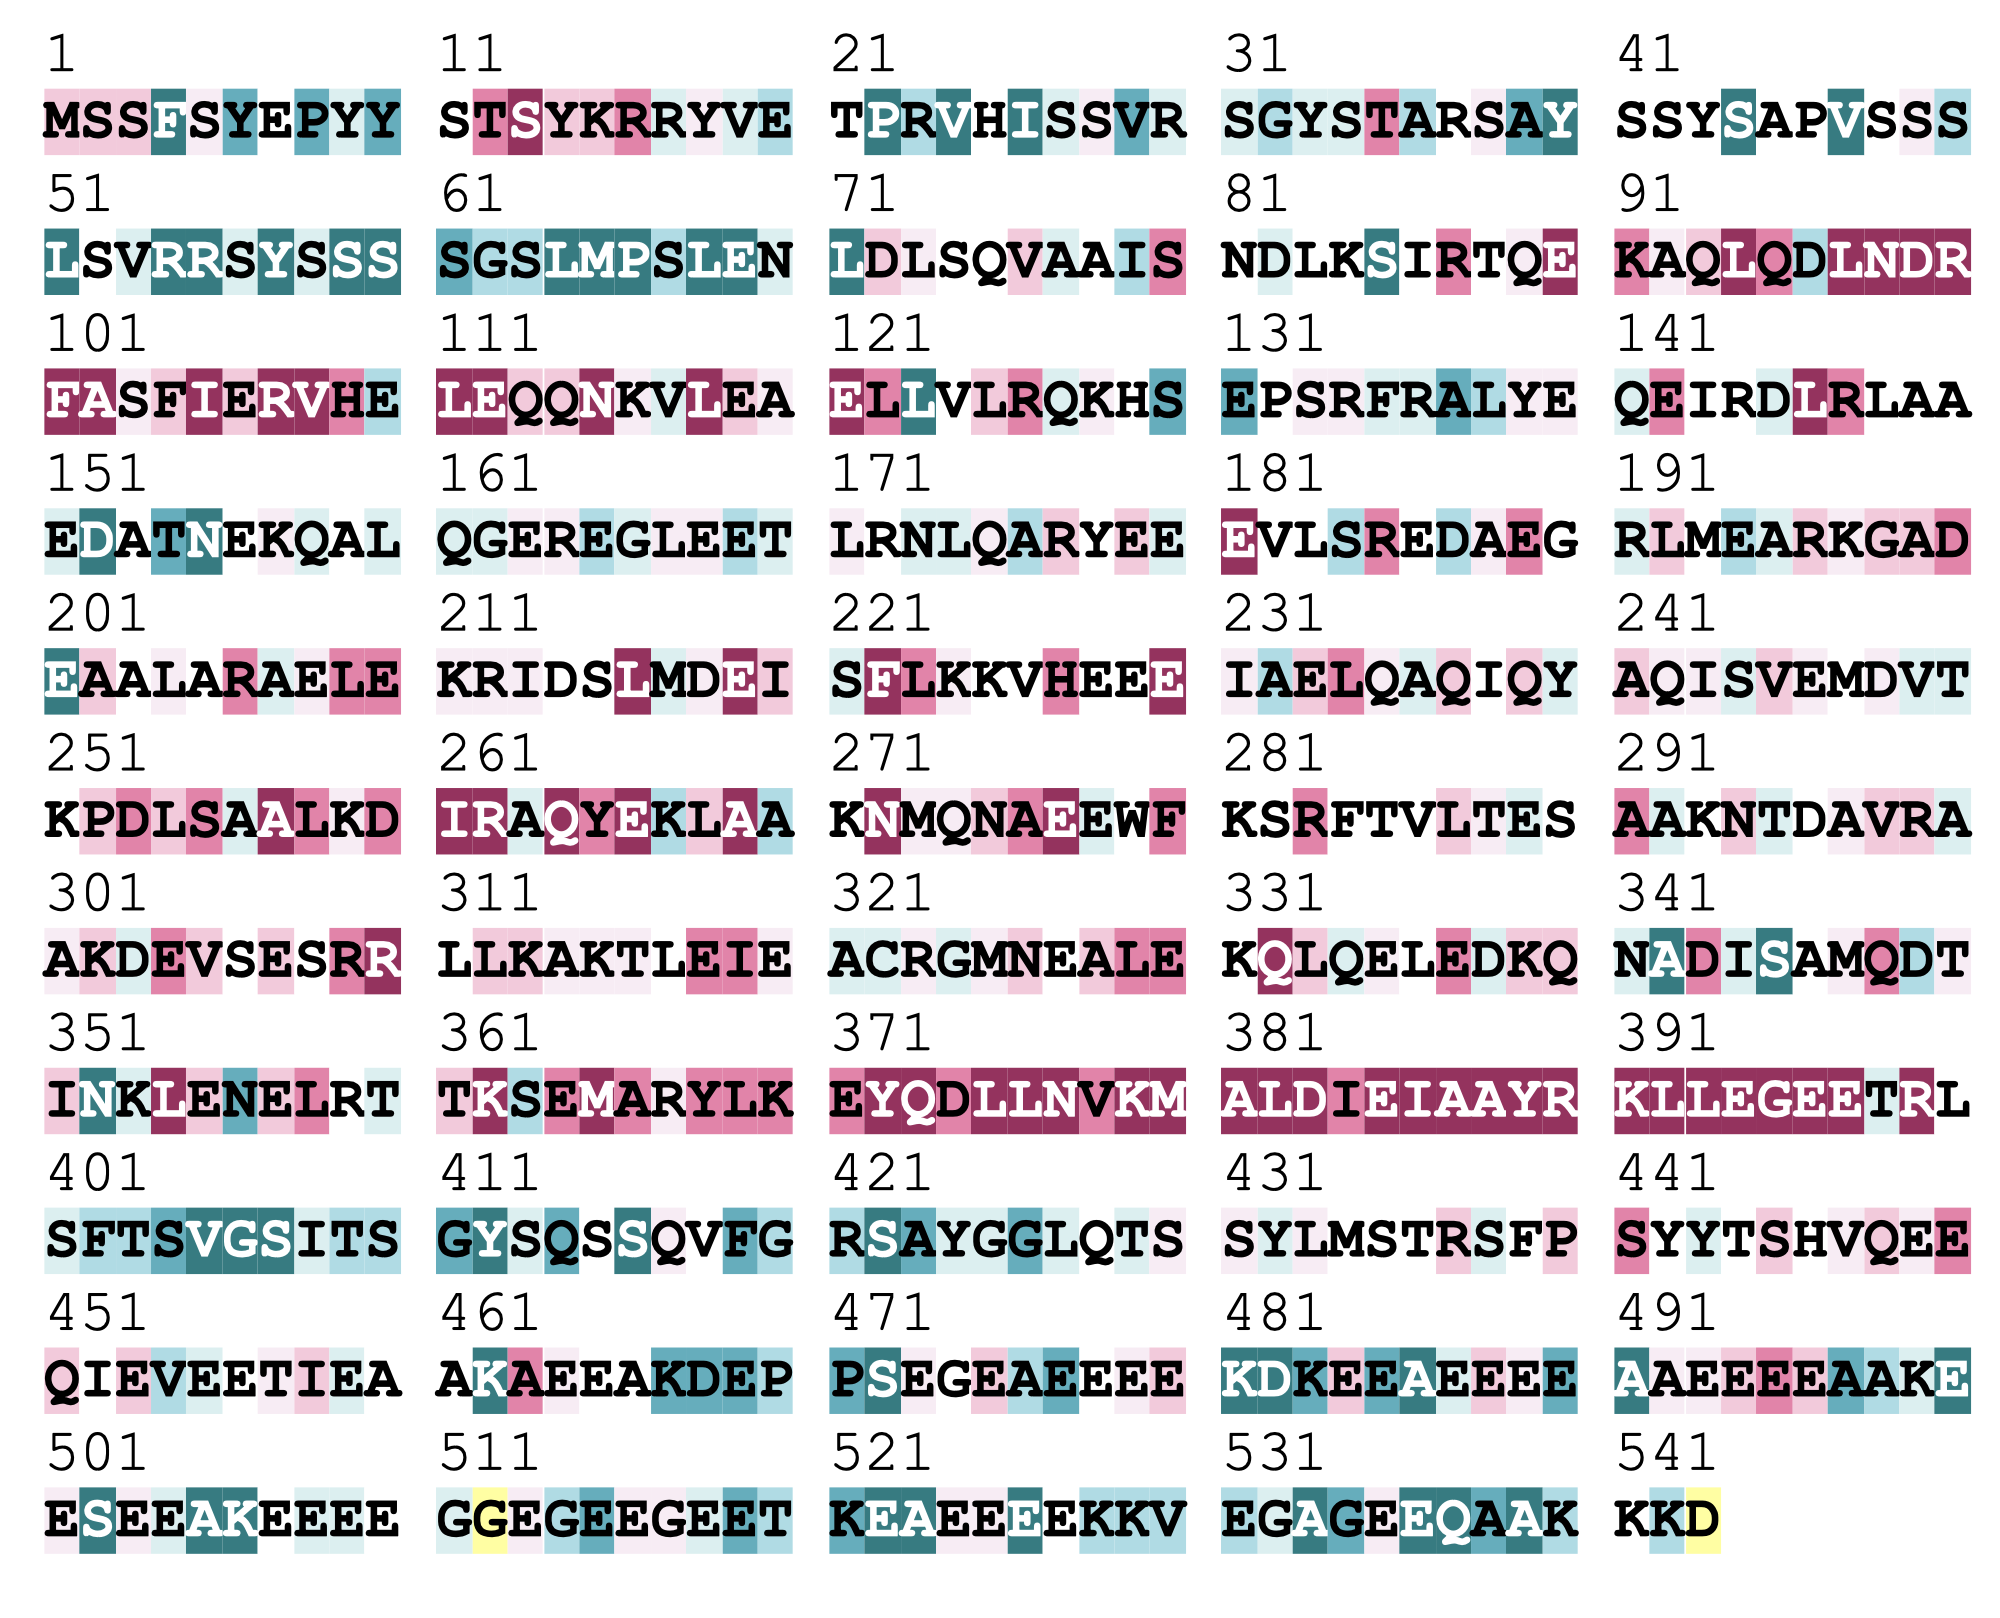 1 11 21 31 41
MSSFSYEPYY STSYKRRYVE TPRVHISSVR SGYSTARSAY SSYSAPVSSS
51 61 71 81 91
LSVRRSYSSS SGSLMPSLEN LDLSQVAAIS NDLKSIRTQE KAQLQDLNDR
101 111 121 131 141
FASFIERVHE LEQQNKVLEA ELLVLRQKHS EPSRFRALYE QEIRDLRLAA
151 161 171 181 191
EDATNEKQAL QGEREGLEET LRNLQARYEE EVLSREDAEG RLMEARKGAD
201 211 221 231 241
EAALARAELE KRIDSLMDEI SFLKKVHEEE IAELQAQIQY AQISVEMDVT
251 261 271 281 291
KPDLSAALKD IRAQYEKLAA KNMQNAEEWF KSRFTVLTES AAKNTDAVRA
301 311 321 331 341
AKDEVSESRR LLKAKTLEIE ACRGMNEALE KQLQELEDKQ NADISAMQDT
351 361 371 381 391
INKLENELRT TKSEMARYLK EYQDLLNVKM ALDIEIAAYR KLLEGEETRL
401 411 421 431 441
SFTSVGSITS GYSQSSQVFG RSAYGGLQTS SYLMSTRSFP SYYTSHVQEE
451 461 471 481 491
QIEVEETIEA AKAEEAKDEP PSEGEAEEEE KDKEEAEEEE AAEEEEAAKE
501 511 521 531 541
ESEEAKEEEE GGEGEEGEET KEAEEEEKKV EGAGEEQAAK KKD